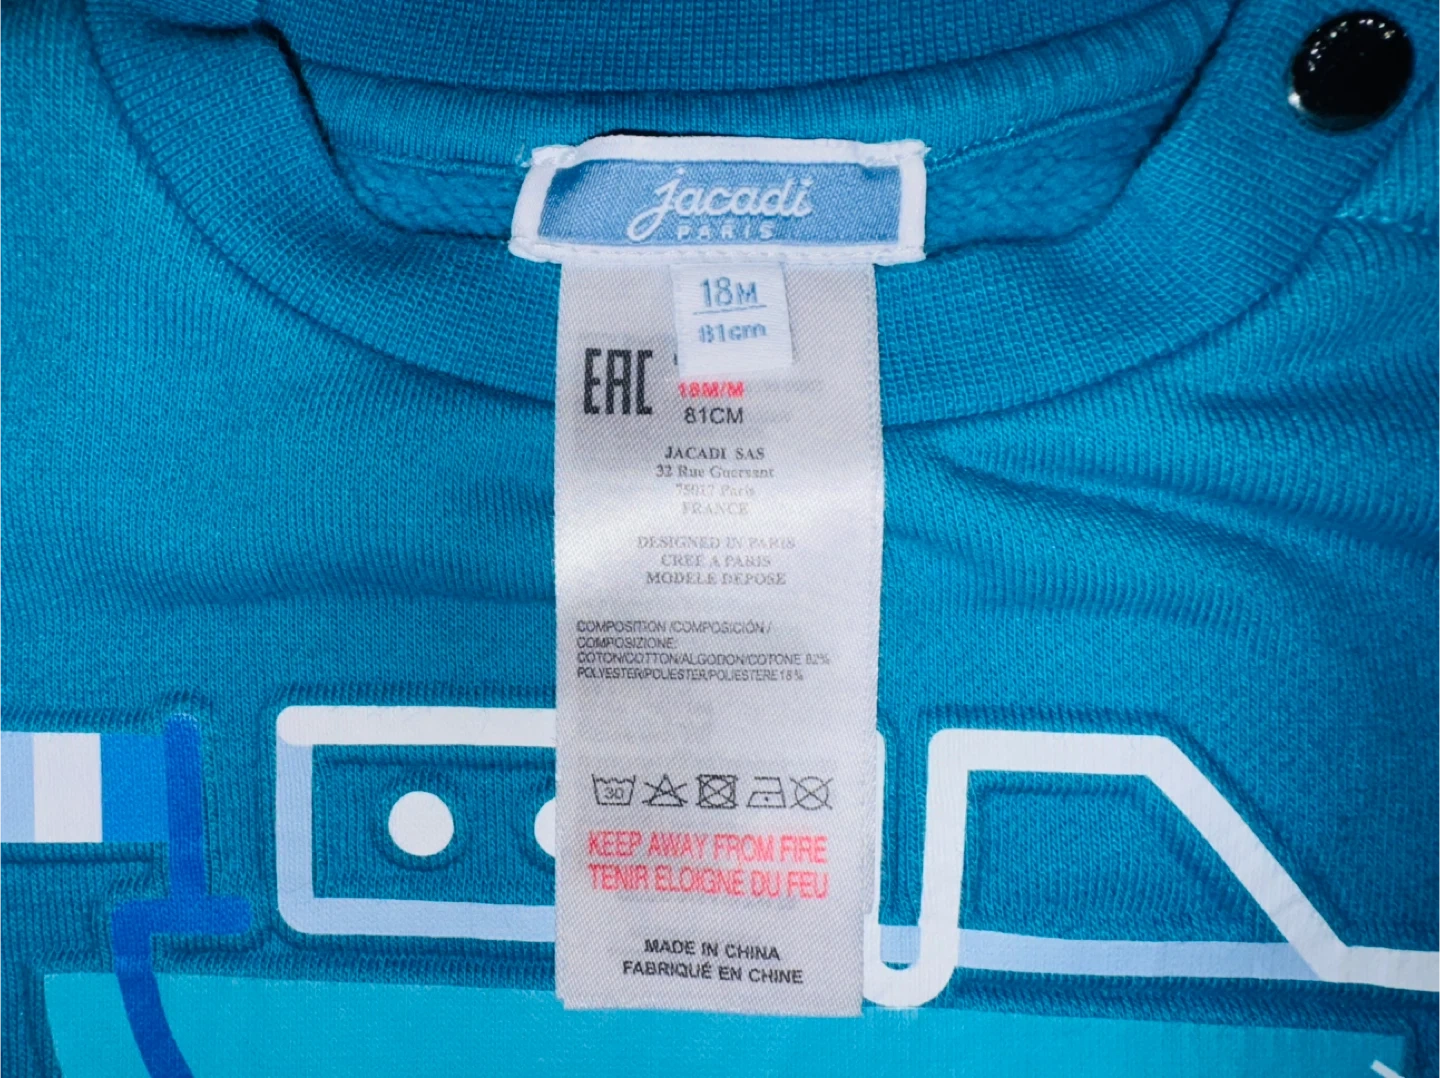 jacadi
PARIS
18M
81cm
EAC
18M/M
81CM
JACADI SAS
32 Rue Guersant
75017 Paris
FRANCE
DESIGNED IN PARIS
CREE A PARIS
MODELE DEPOSE
COMPOSITION /COMPOSICIÓN /
COMPOSIZIONE:
COTON/COTTON/ALGODON/COTONE 82%
POLYESTER/POLIESTER/POLIESTERE 18%
30
KEEP AWAY FROM FIRE
TENIR ELOIGNE DU FEU
MADE IN CHINA
FABRIQUÉ EN CHINE